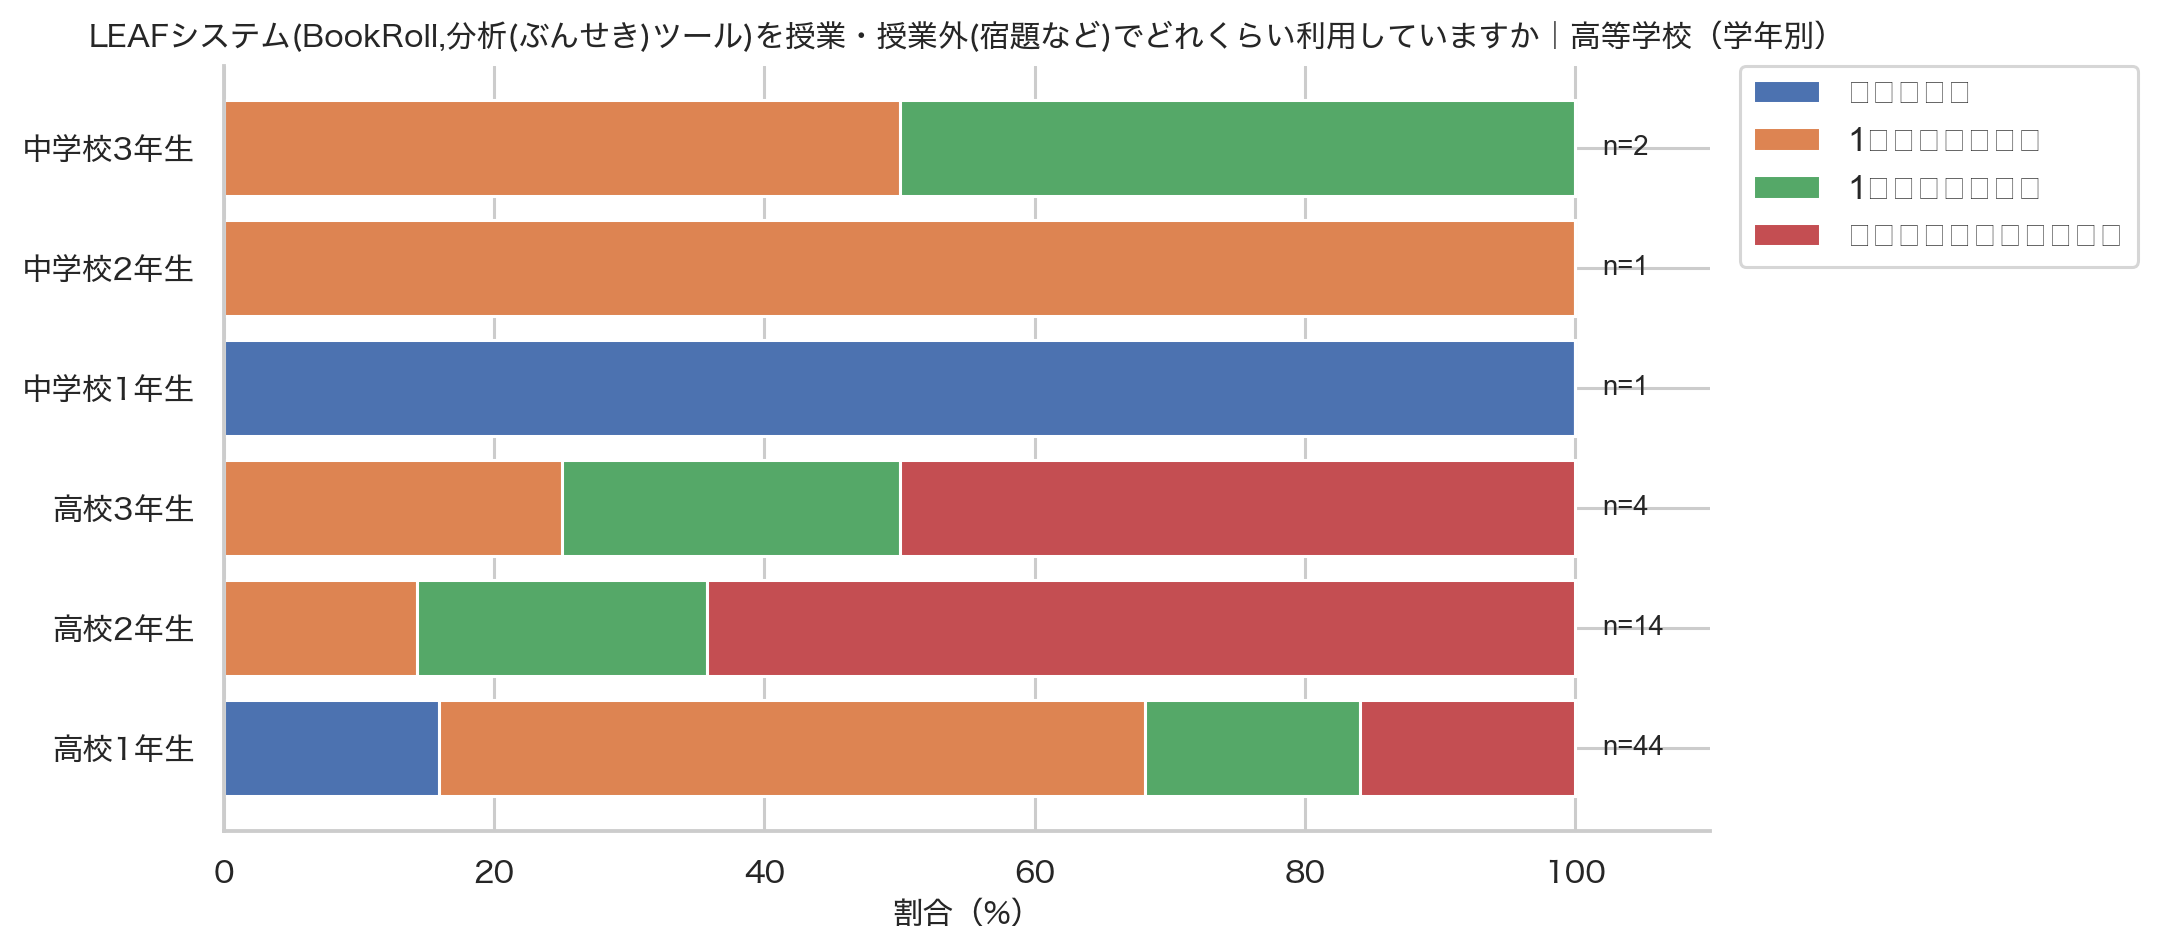 LEAFシステム(BookRoll,分析(ぶんせき)ツール)を授業・授業外(宿題など)でどれくらい利用していますか｜高等学校（学年別）
□□□□□
1□□□□□□□
1□□□□□□□
□□□□□□□□□□□
中学校3年生
n=2
中学校2年生
n=1
中学校1年生
n=1
高校3年生
n=4
高校2年生
n=14
高校1年生
n=44
0 20 40 60 80 100
割合（%）